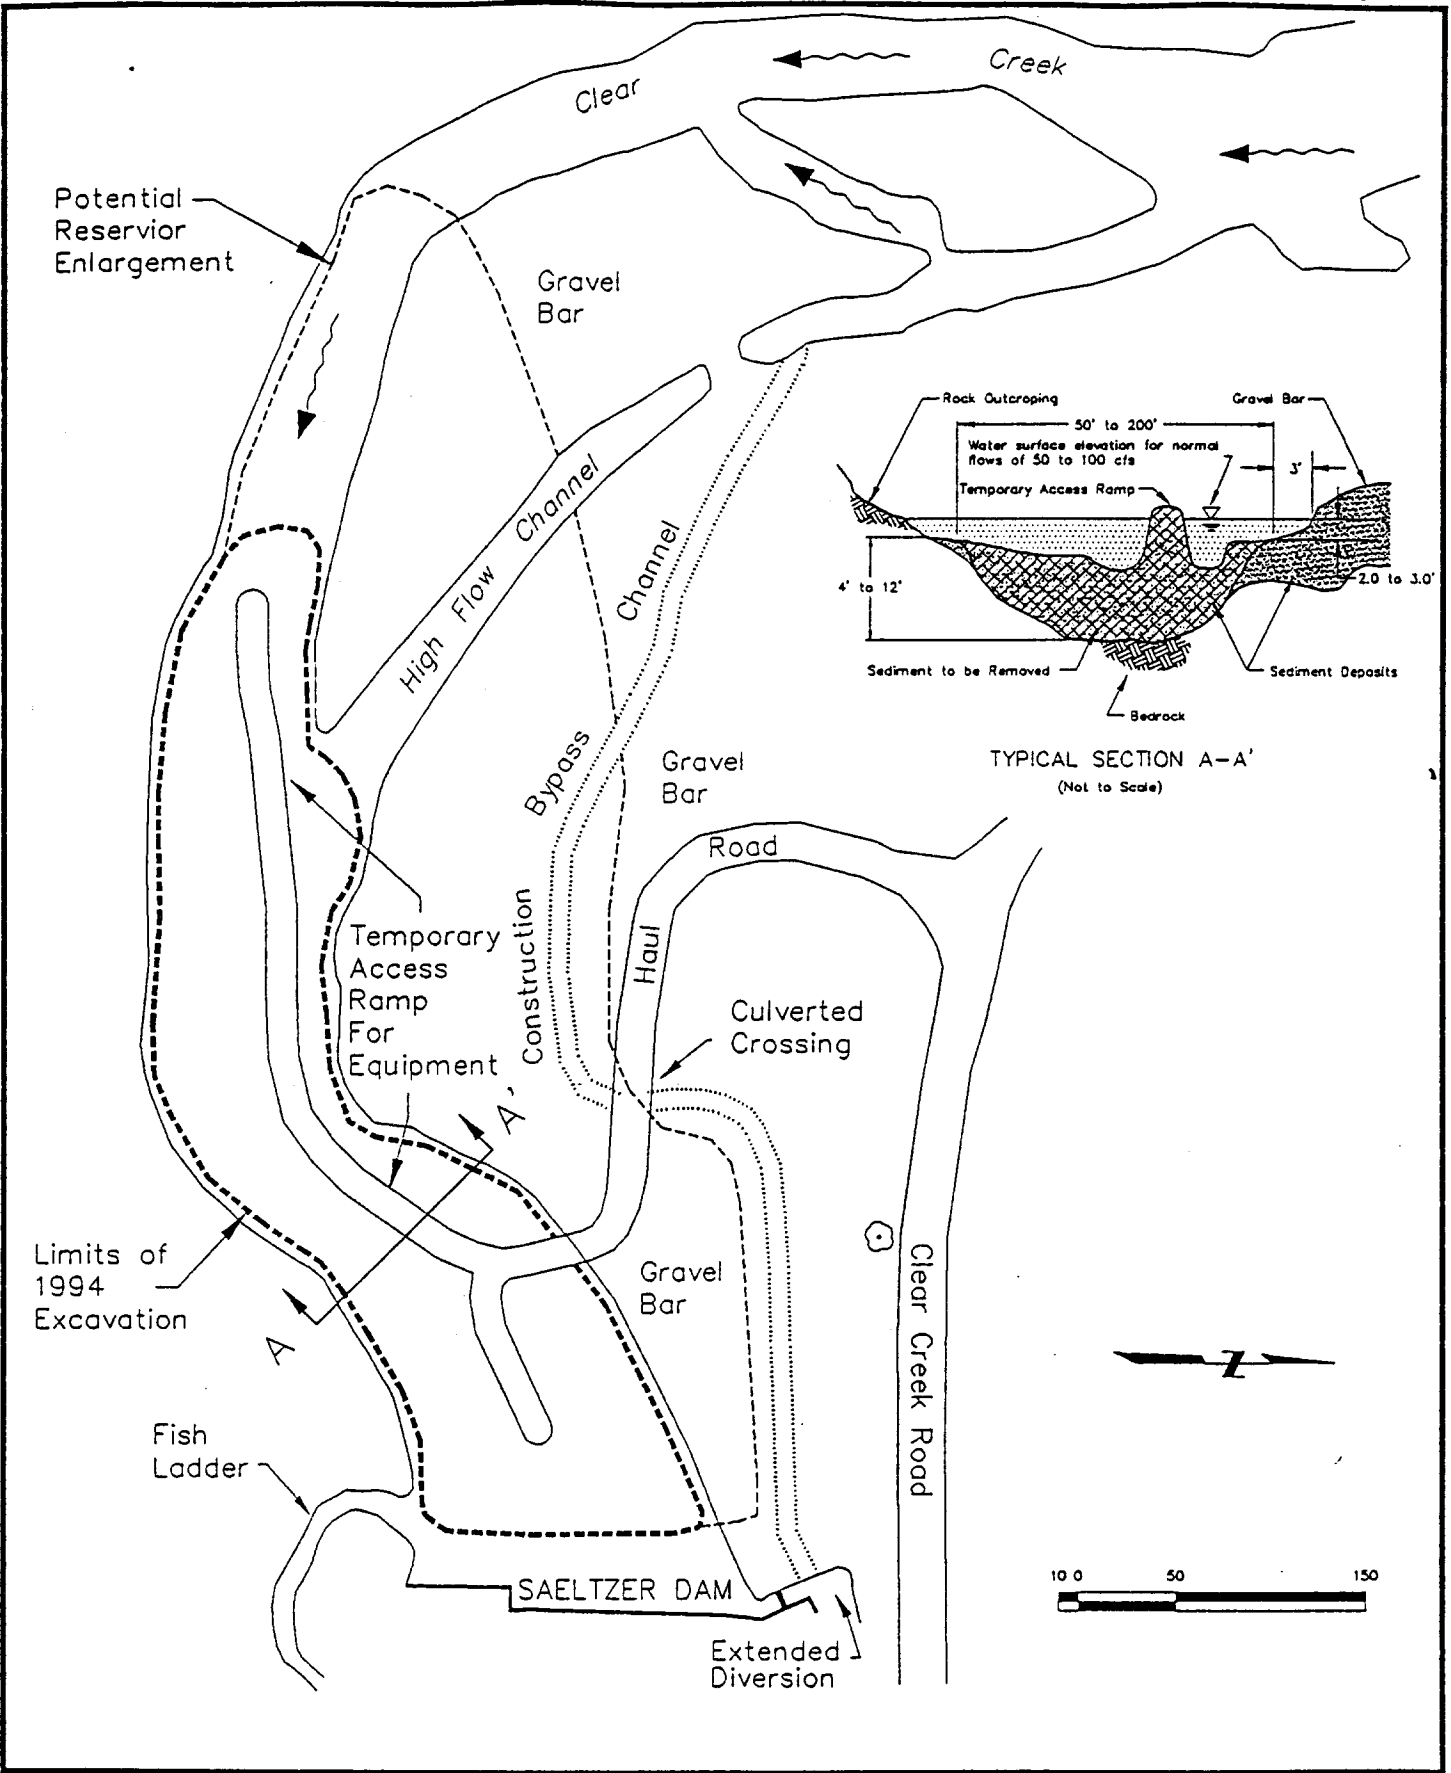 Clear
Creek
Potential
Reservior
Enlargement
Gravel
Bar
High Flow Channel
Construction Bypass Channel
Rock Outcroping
Gravel Bar
50' to 200'
Water surface elevation for normal
flows of 50 to 100 cfs
3'
Temporary Access Ramp
4' to 12'
2.0 to 3.0'
Sediment to be Removed
Sediment Deposits
Bedrock
TYPICAL SECTION A-A'
(Not to Scale)
Gravel
Bar
Haul Road
Temporary
Access
Ramp
For
Equipment
Culverted
Crossing
A'
A
Limits of
1994
Excavation
Gravel
Bar
Clear Creek Road
Z
Fish
Ladder
SAELTZER DAM
Extended
Diversion
10 0 50 150